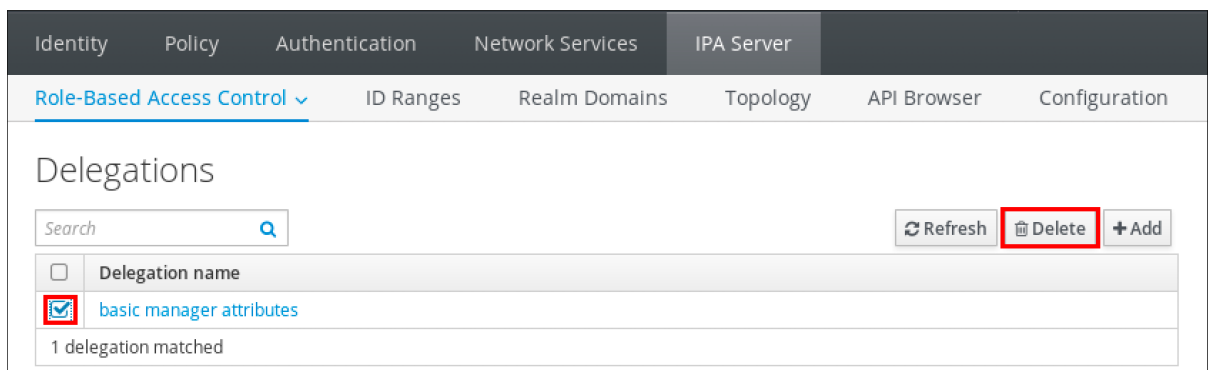 Identity Policy Authentication Network Services IPA Server
Role-Based Access Control ID Ranges Realm Domains Topology API Browser Configuration
Delegations
Search Refresh Delete + Add
Delegation name
basic manager attributes
1 delegation matched